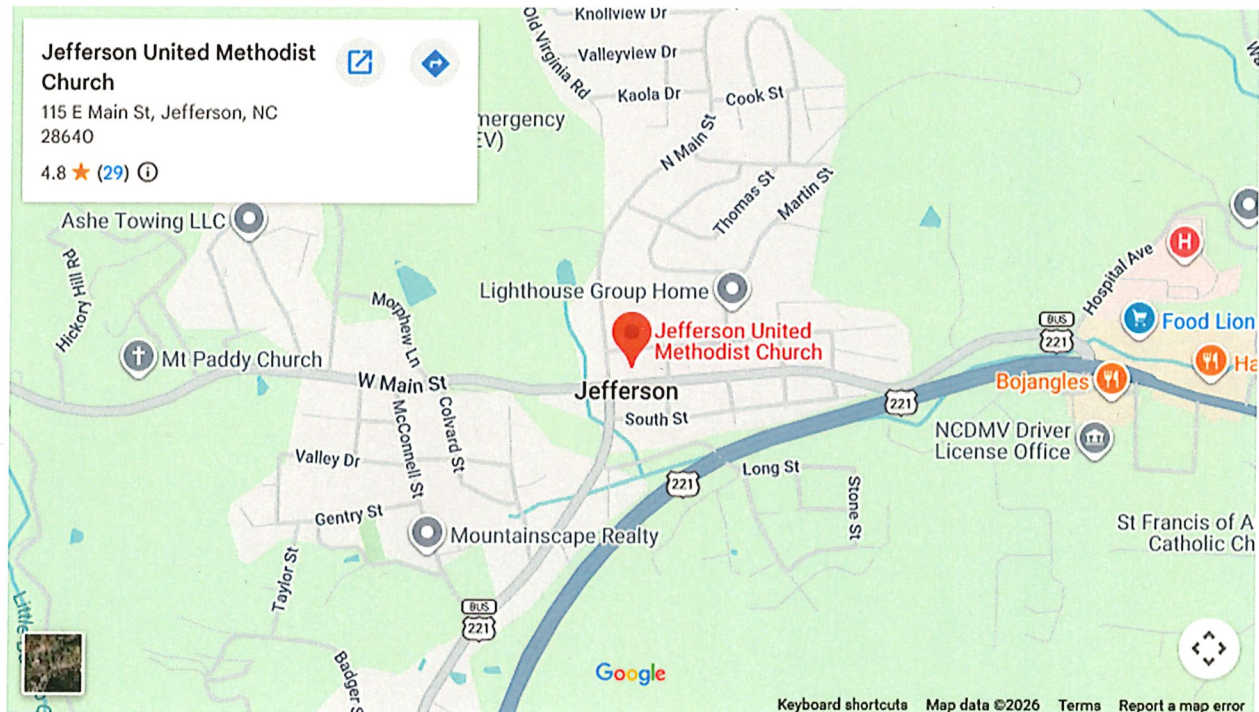 Jefferson United Methodist
Church
115 E Main St, Jefferson, NC
28640
4.8 ★ (29)
Knollview Dr
Old Virginia Rd
Valleyview Dr
Kaola Dr
Cook St
N Main St
Thomas St
Martin St
Ashe Towing LLC
Hickory Hill Rd
Mt Paddy Church
Lighthouse Group Home
Morphew Ln
Jefferson United
Methodist Church
Hospital Ave
H
Food Lion
BUS
221
Bojangles
W Main St
Jefferson
South St
221
McConnell St
Colvard St
Valley Dr
NCDMV Driver
License Office
221
Long St
Stone St
Gentry St
Mountainscape Realty
St Francis of A
Catholic Ch
Taylor St
BUS
221
Badger S
Google
Keyboard shortcuts Map data ©2026 Terms Report a map error